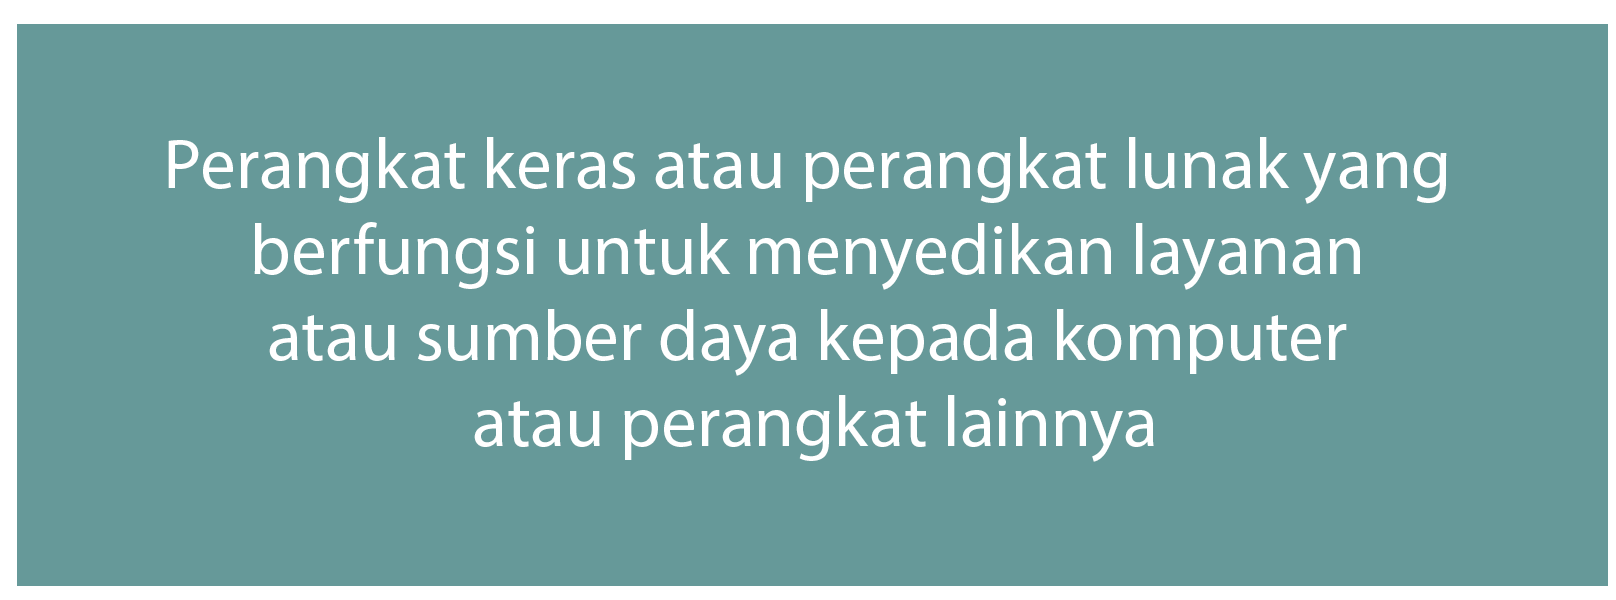 Perangkat keras atau perangkat lunak yang
berfungsi untuk menyedikan layanan
atau sumber daya kepada komputer
atau perangkat lainnya